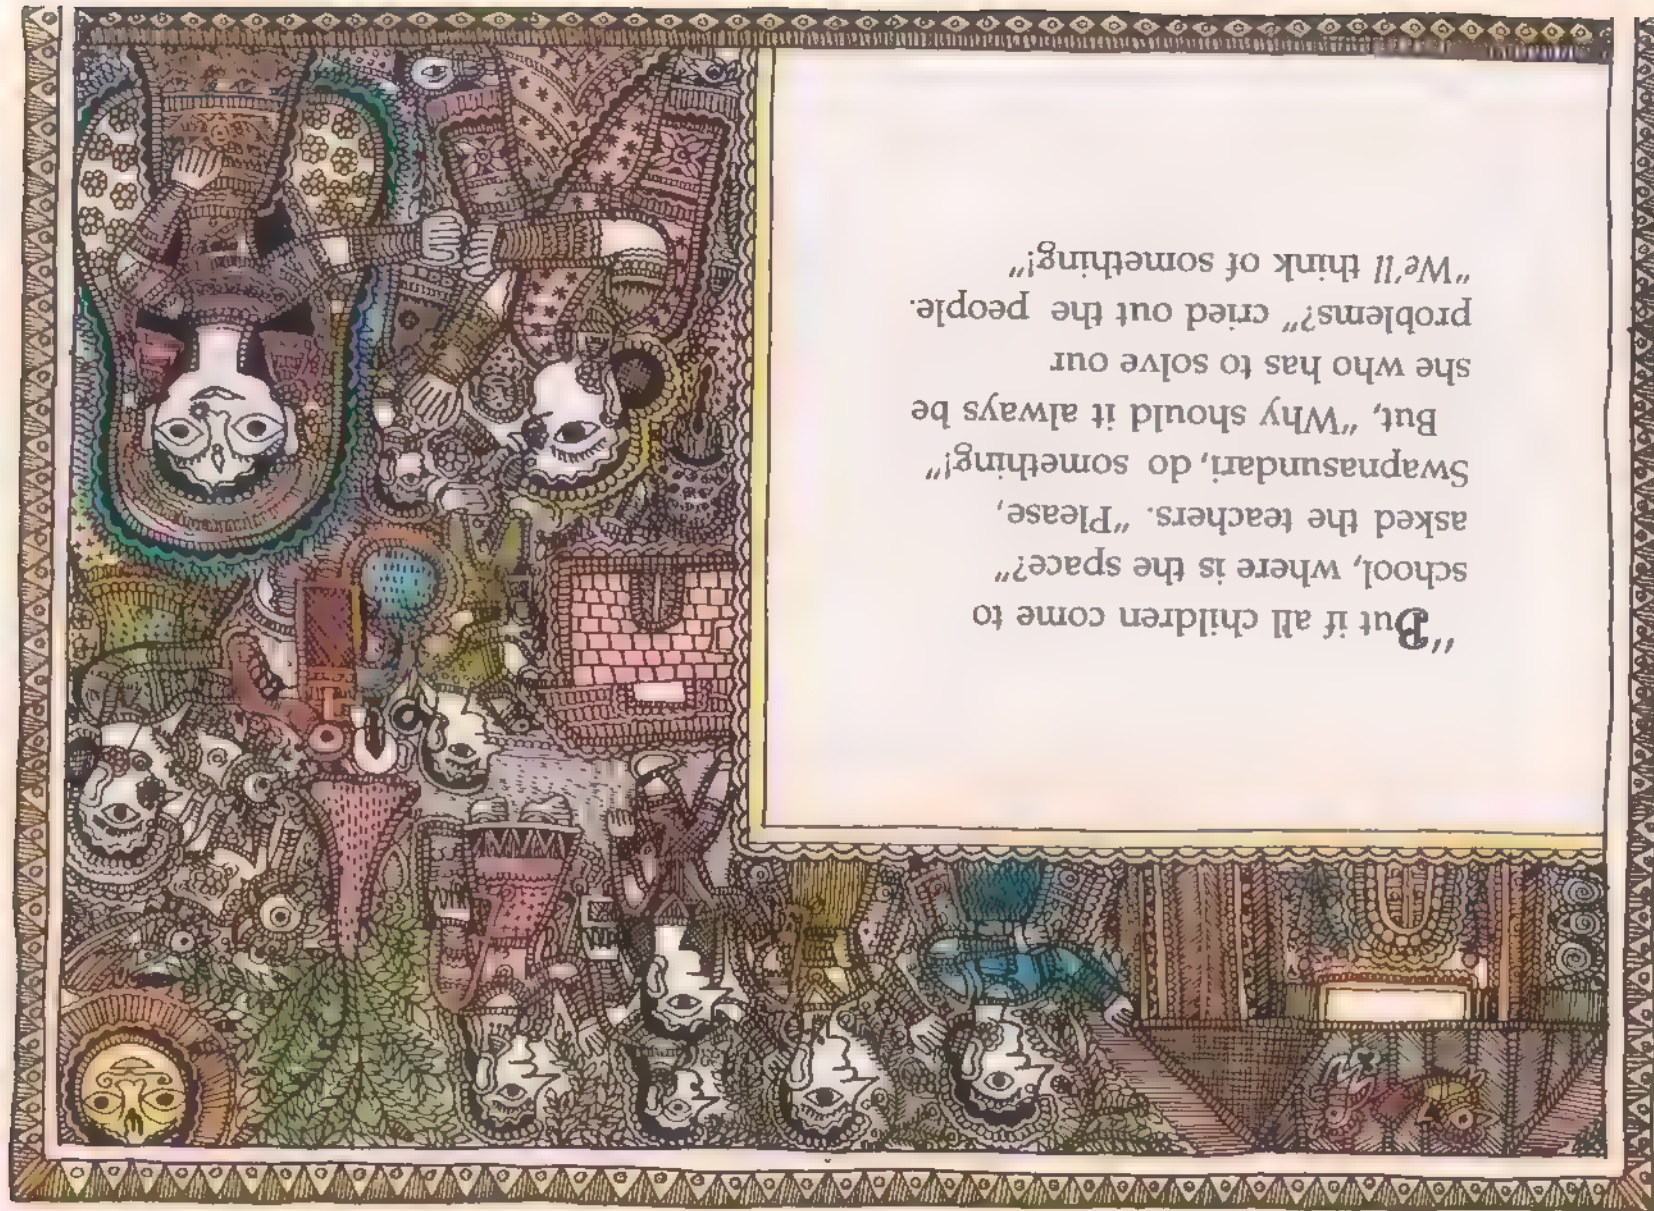 "But if all children come to
school, where is the space?"
asked the teachers. "Please,
Swapnasundari, do something!"
But, "Why should it always be
she who has to solve our
problems?" cried out the people.
"We'll think of something!"